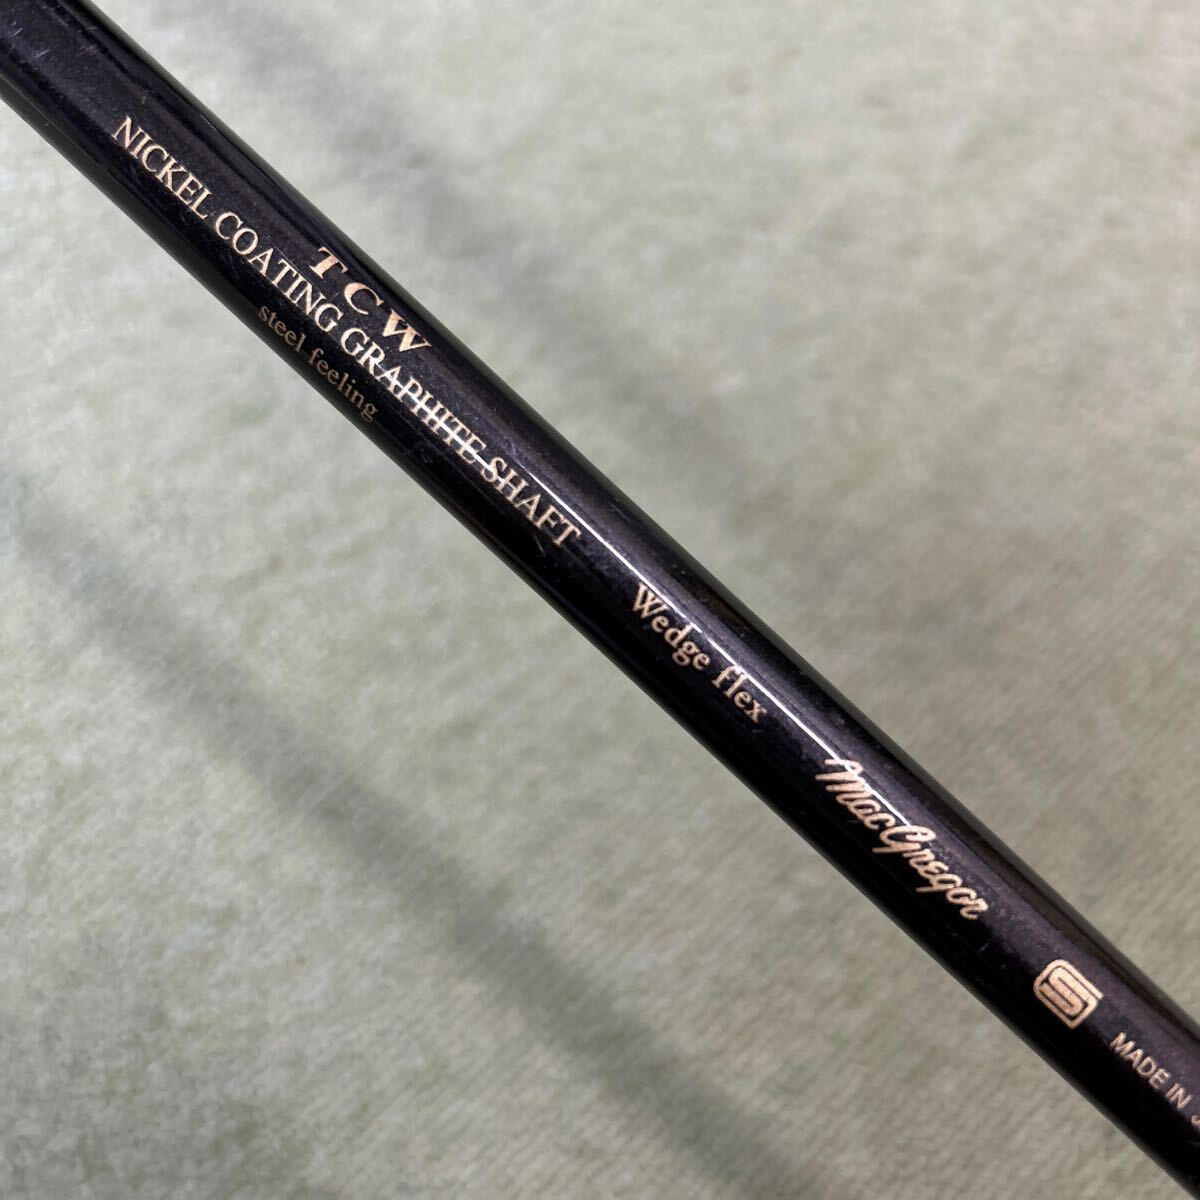 TCW
NICKEL COATING GRAPHITE SHAFT
steel feeling
Wedge flex
MacGregor
S
MADE IN